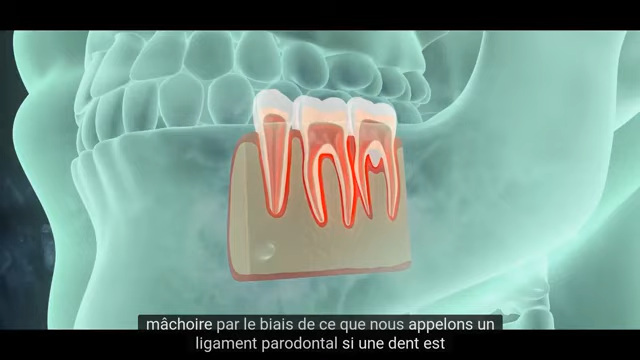 mâchoire par le biais de ce que nous appelons un
ligament parodontal si une dent est